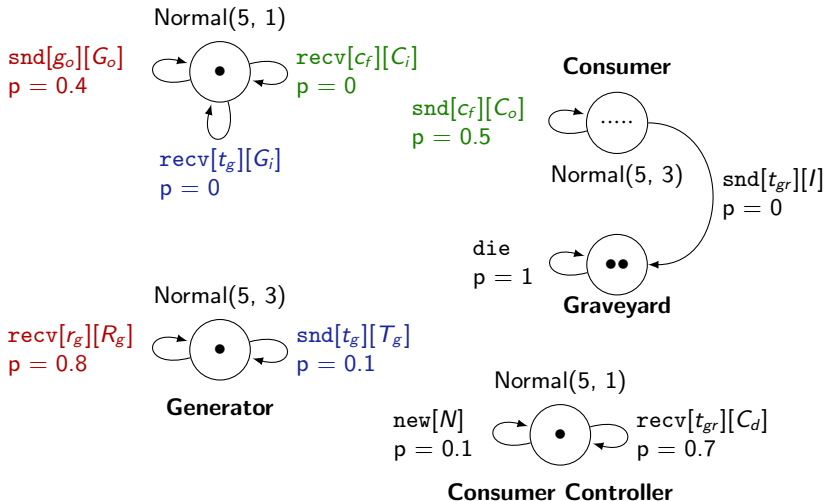 Normal(5, 1)
snd[g_o][G_o]
p = 0.4
recv[c_f][C_i]
p = 0
recv[t_g][G_i]
p = 0
Consumer
snd[c_f][C_o]
p = 0.5
Normal(5, 3)
snd[t_gr][I]
p = 0
die
p = 1
Graveyard
Normal(5, 3)
recv[r_g][R_g]
p = 0.8
snd[t_g][T_g]
p = 0.1
Generator
Normal(5, 1)
new[N]
p = 0.1
recv[t_gr][C_d]
p = 0.7
Consumer Controller